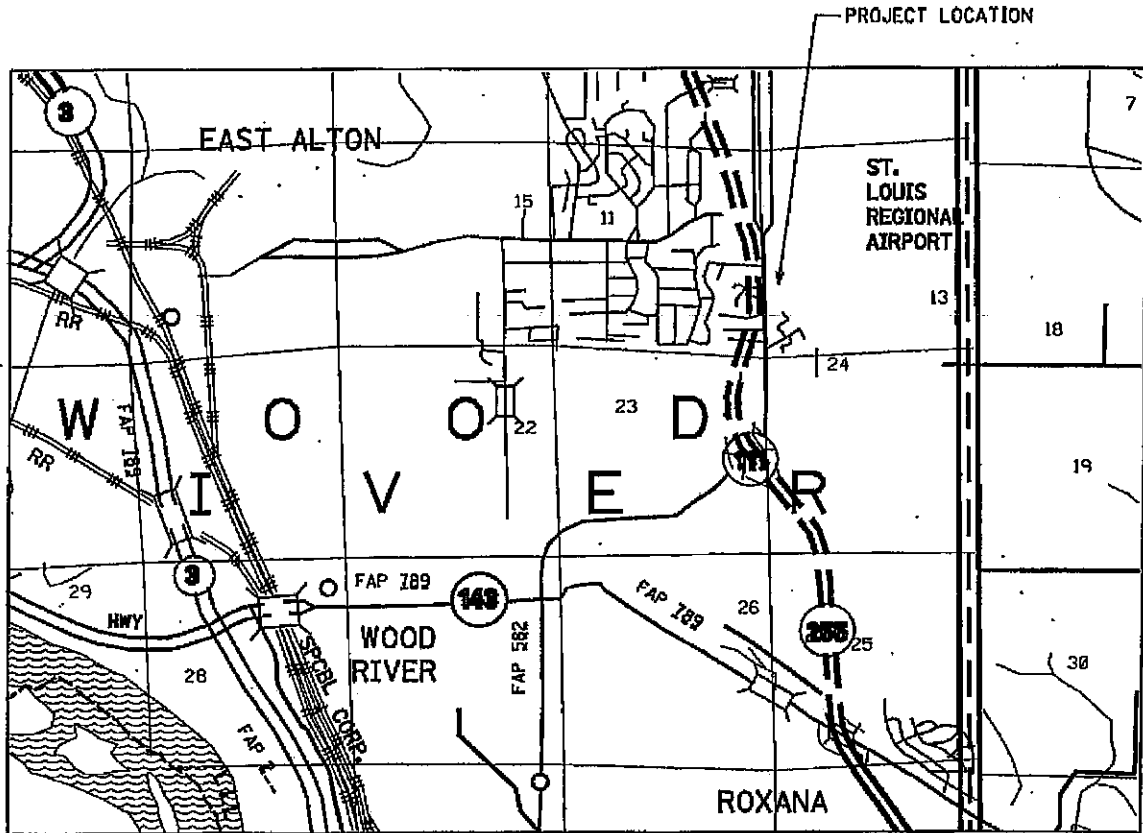 PROJECT LOCATION
3
7
EAST ALTON
ST.
LOUIS
REGIONAL
AIRPORT
15
11
13
RR
18
24
W O O D
FAP 789
23
22
RR
111
19
I V E R
3
29
FAP 789
143
FAP 789
26
HWY
WOOD
RIVER
255
25
FAP 582
SPCBL CORP.
30
28
ROXANA